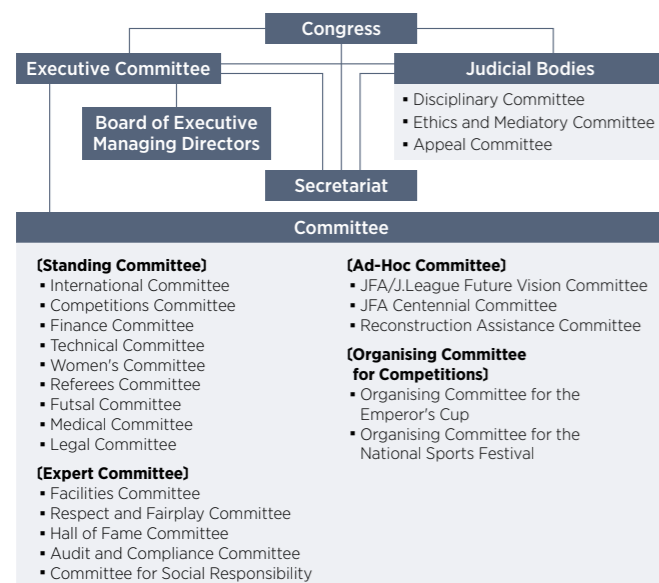 Congress
Executive Committee
Judicial Bodies
▪ Disciplinary Committee
▪ Ethics and Mediatory Committee
▪ Appeal Committee
Board of Executive
Managing Directors
Secretariat
Committee
(Standing Committee)
▪ International Committee
▪ Competitions Committee
▪ Finance Committee
▪ Technical Committee
▪ Women's Committee
▪ Referees Committee
▪ Futsal Committee
▪ Medical Committee
▪ Legal Committee
(Expert Committee)
▪ Facilities Committee
▪ Respect and Fairplay Committee
▪ Hall of Fame Committee
▪ Audit and Compliance Committee
▪ Committee for Social Responsibility
(Ad-Hoc Committee)
▪ JFA/J.League Future Vision Committee
▪ JFA Centennial Committee
▪ Reconstruction Assistance Committee
(Organising Committee
for Competitions)
▪ Organising Committee for the
Emperor's Cup
▪ Organising Committee for the
National Sports Festival